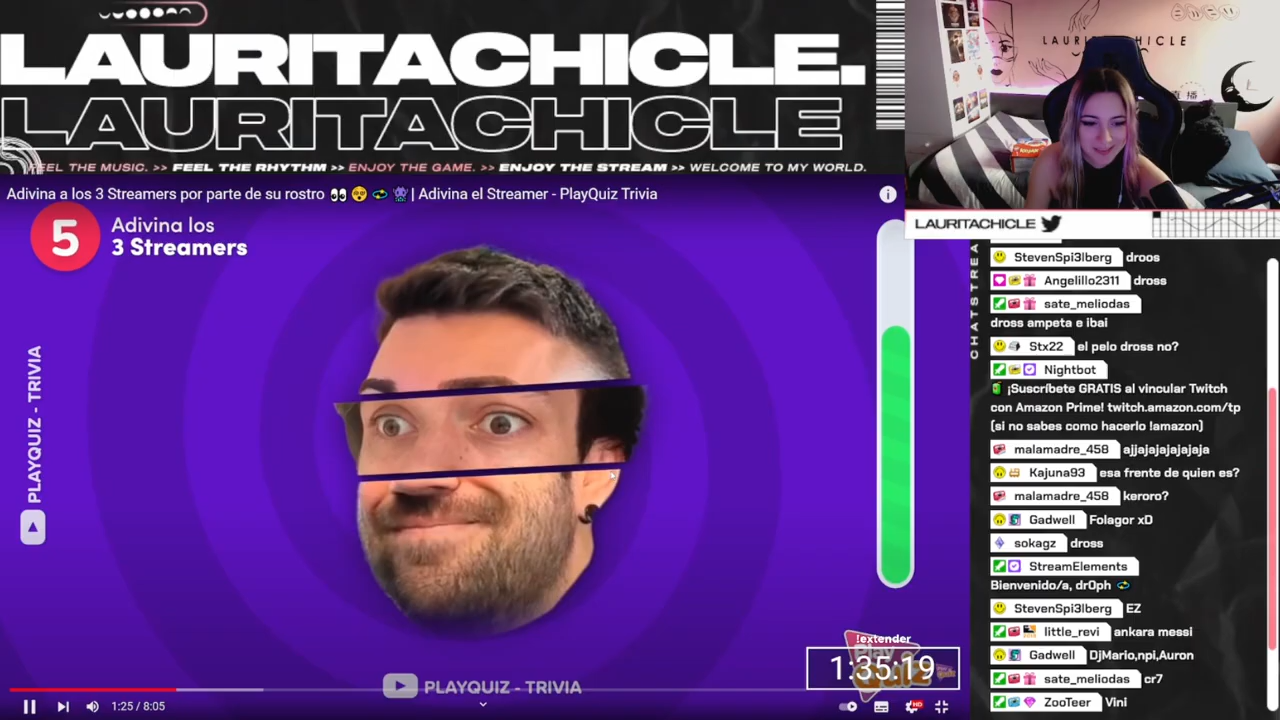 LAURITACHICLE.
LAURITACHICLE
FEEL THE MUSIC. >> FEEL THE RHYTHM >> ENJOY THE GAME. >> ENJOY THE STREAM >> WELCOME TO MY WORLD.
LAURITACHICLE
LAURITACHICLE
Adivina a los 3 Streamers por parte de su rostro 👀 😵 | Adivina el Streamer - PlayQuiz Trivia
5
Adivina los
3 Streamers
PLAYQUIZ - TRIVIA
CHATSTREA
StevenSpi3lberg droos
Angelillo2311 dross
sate_meliodas
dross ampeta e ibai
Stx22 el pelo dross no?
Nightbot
¡Suscríbete GRATIS al vincular Twitch
con Amazon Prime! twitch.amazon.com/tp
(si no sabes como hacerlo !amazon)
malamadre_458 ajjajajajajaja
Kajuna93 esa frente de quien es?
malamadre_458 keroro?
Gadwell Folagor xD
sokagz dross
StreamElements
Bienvenido/a, dr0ph
StevenSpi3lberg EZ
little_revi ankara messi
Gadwell DjMario,npi,Auron
sate_meliodas cr7
ZooTeer Vini
!extender
Play
Quiz
1:35:19
PLAYQUIZ - TRIVIA
1:25 / 8:05
HD